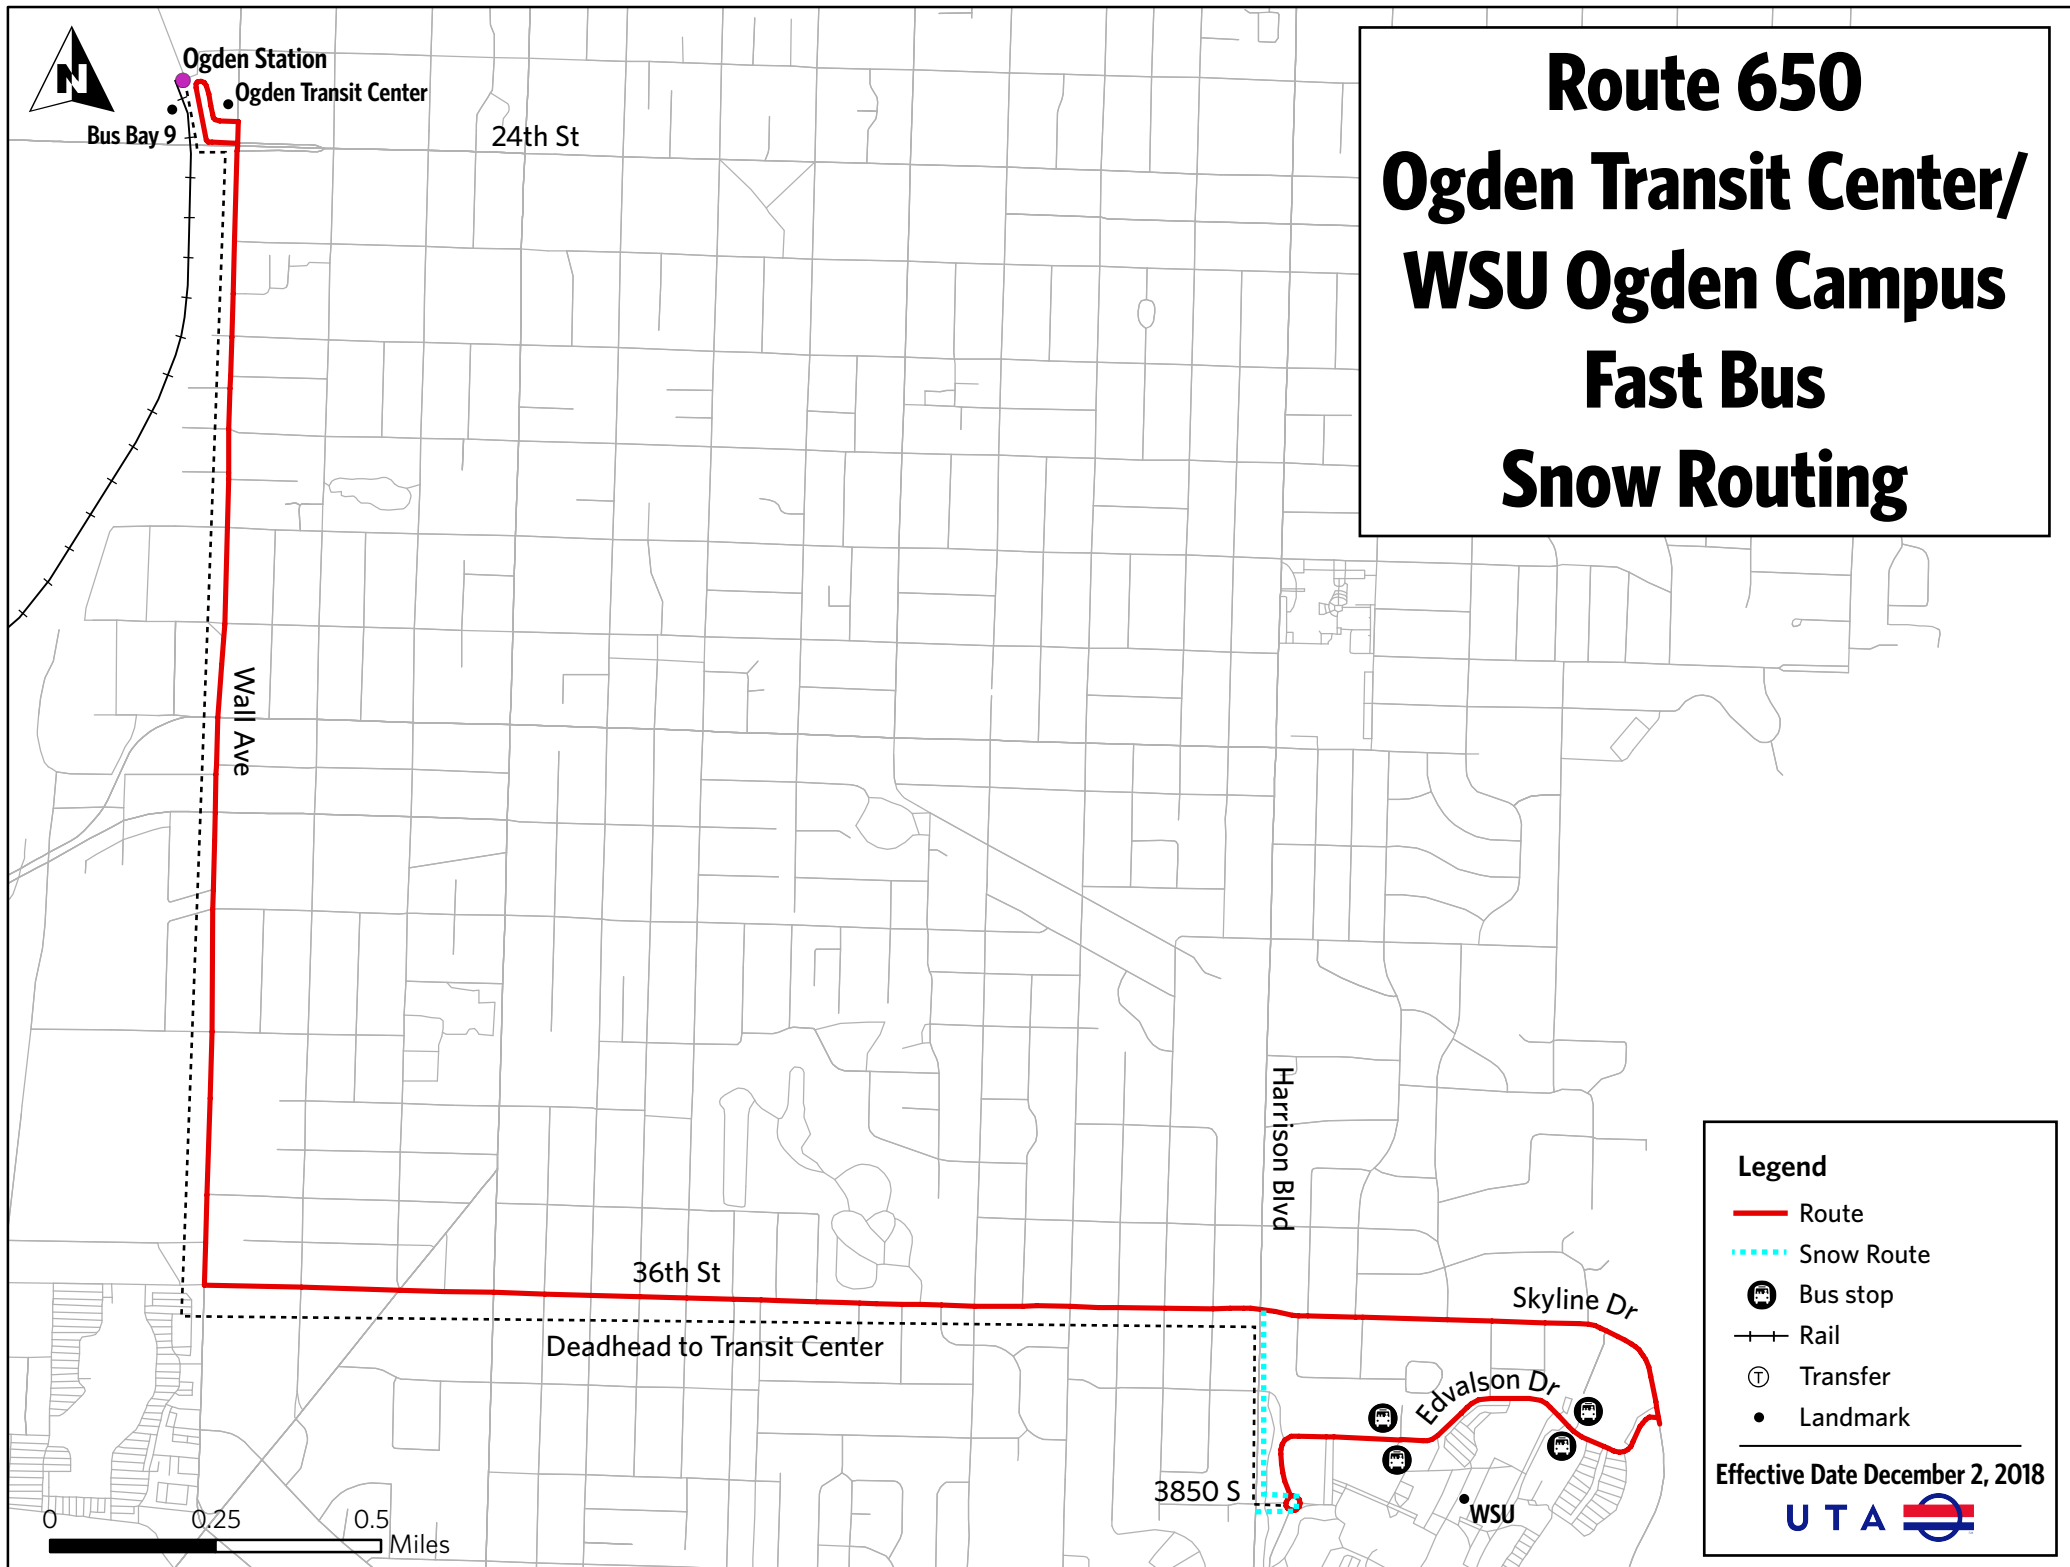 Route 650
Ogden Transit Center/
WSU Ogden Campus
Fast Bus
Snow Routing
N
Ogden Station
Ogden Transit Center
Bus Bay 9
24th St
Wall Ave
Harrison Blvd
36th St
Skyline Dr
Deadhead to Transit Center
Edvalson Dr
3850 S
WSU
0 0.25 0.5
Miles
Legend
Route
Snow Route
Bus stop
Rail
T Transfer
Landmark
Effective Date December 2, 2018
UTA